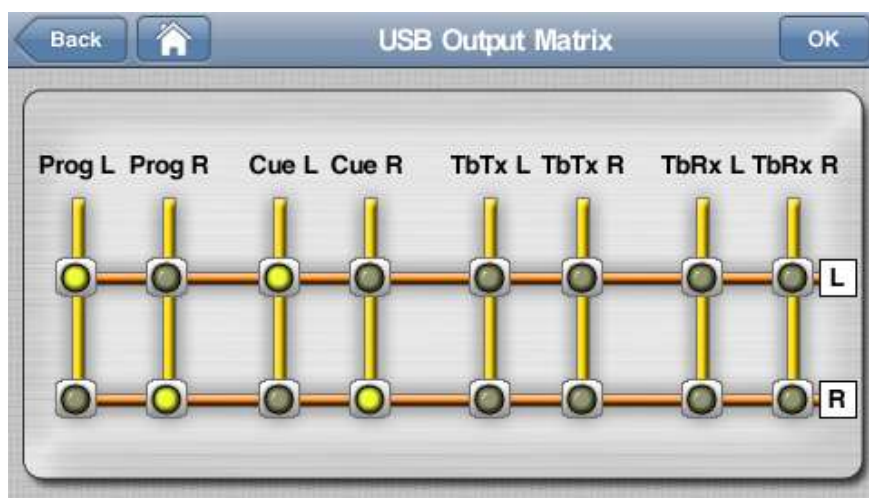 Back USB Output Matrix OK
Prog L Prog R Cue L Cue R TbTx L TbTx R TbRx L TbRx R
L
R